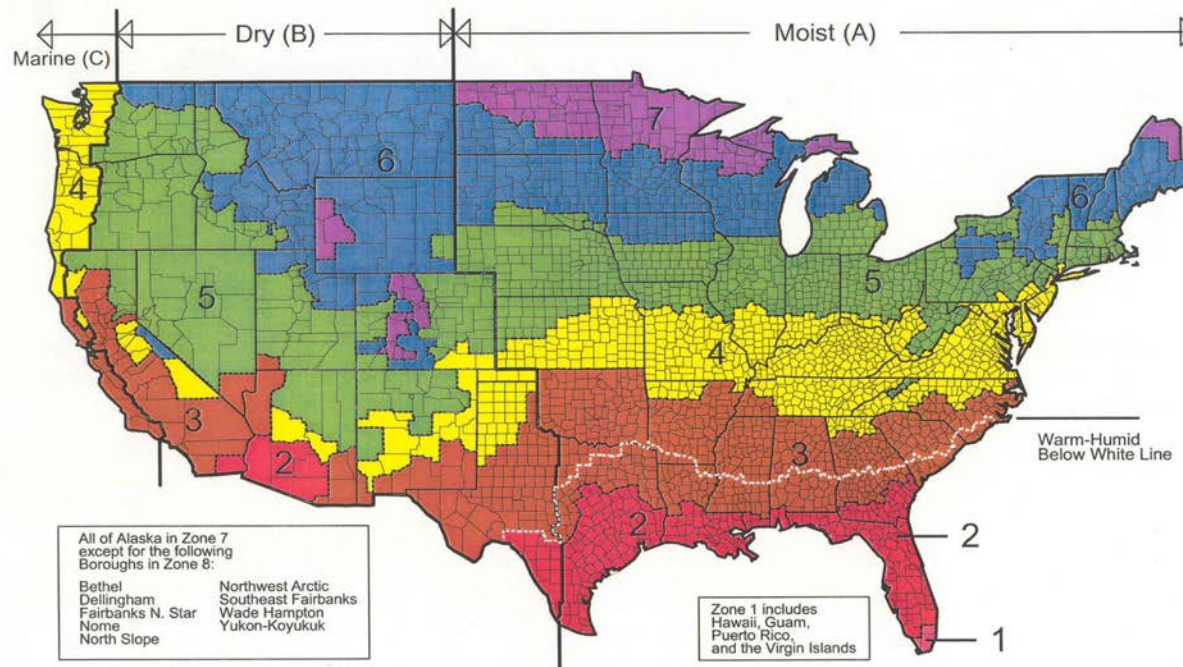 Marine (C)
Dry (B)
Moist (A)
7
6
4
6
5
5
4
3
3
2
2
2
1
Warm-Humid
Below White Line
All of Alaska in Zone 7
except for the following
Boroughs in Zone 8:
Bethel
Dellingham
Fairbanks N. Star
Nome
North Slope
Northwest Arctic
Southeast Fairbanks
Wade Hampton
Yukon-Koyukuk
Zone 1 includes
Hawaii, Guam,
Puerto Rico,
and the Virgin Islands